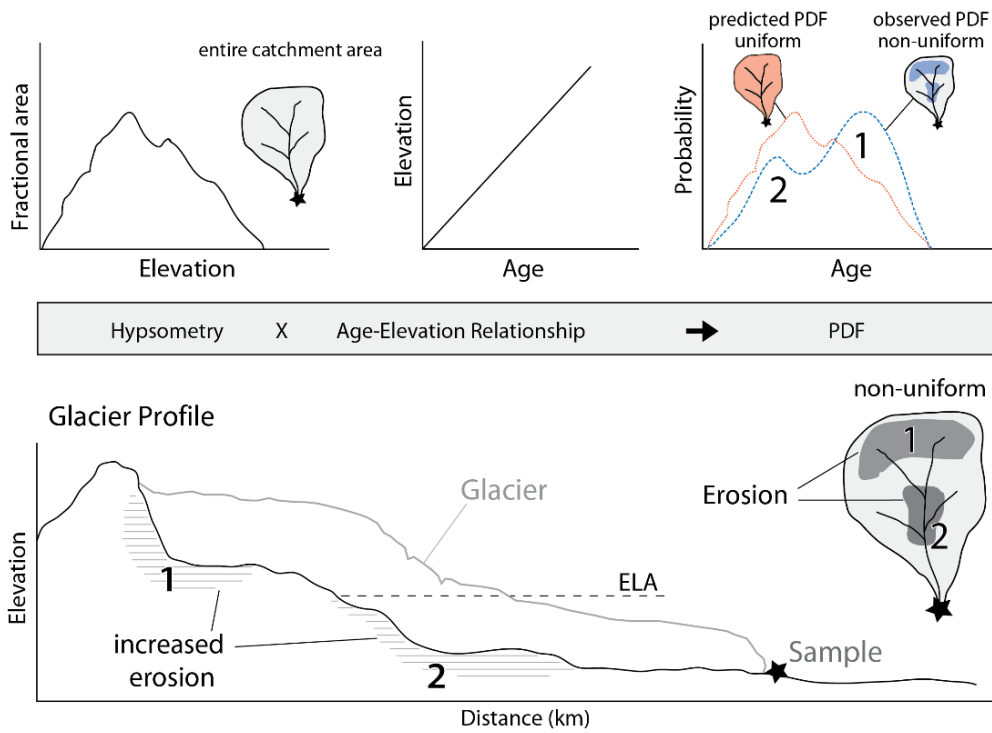 Fractional area
entire catchment area
Elevation
Elevation
Age
predicted PDF
uniform
observed PDF
non-uniform
Probability
1
2
Age
Hypsometry X Age-Elevation Relationship → PDF
Glacier Profile
non-uniform
Elevation
Glacier
Erosion
1
2
1
ELA
increased
erosion
2
Sample
Distance (km)